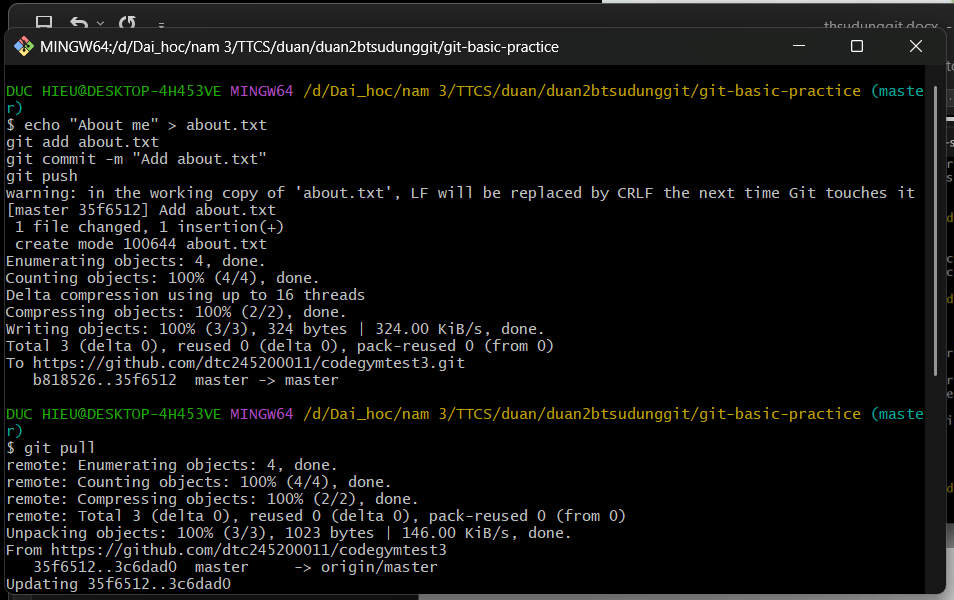 thsudunggit.docx
MINGW64:/d/Dai_hoc/nam 3/TTCS/duan/duan2btsudunggit/git-basic-practice
DUC HIEU@DESKTOP-4H453VE MINGW64 /d/Dai_hoc/nam 3/TTCS/duan/duan2btsudunggit/git-basic-practice (maste
r)
$ echo "About me" > about.txt
git add about.txt
git commit -m "Add about.txt"
git push
warning: in the working copy of 'about.txt', LF will be replaced by CRLF the next time Git touches it
[master 35f6512] Add about.txt
 1 file changed, 1 insertion(+)
 create mode 100644 about.txt
Enumerating objects: 4, done.
Counting objects: 100% (4/4), done.
Delta compression using up to 16 threads
Compressing objects: 100% (2/2), done.
Writing objects: 100% (3/3), 324 bytes | 324.00 KiB/s, done.
Total 3 (delta 0), reused 0 (delta 0), pack-reused 0 (from 0)
To https://github.com/dtc245200011/codegymtest3.git
   b818526..35f6512  master -> master
DUC HIEU@DESKTOP-4H453VE MINGW64 /d/Dai_hoc/nam 3/TTCS/duan/duan2btsudunggit/git-basic-practice (maste
r)
$ git pull
remote: Enumerating objects: 4, done.
remote: Counting objects: 100% (4/4), done.
remote: Compressing objects: 100% (2/2), done.
remote: Total 3 (delta 0), reused 0 (delta 0), pack-reused 0 (from 0)
Unpacking objects: 100% (3/3), 1023 bytes | 146.00 KiB/s, done.
From https://github.com/dtc245200011/codegymtest3
   35f6512..3c6dad0  master     -> origin/master
Updating 35f6512..3c6dad0